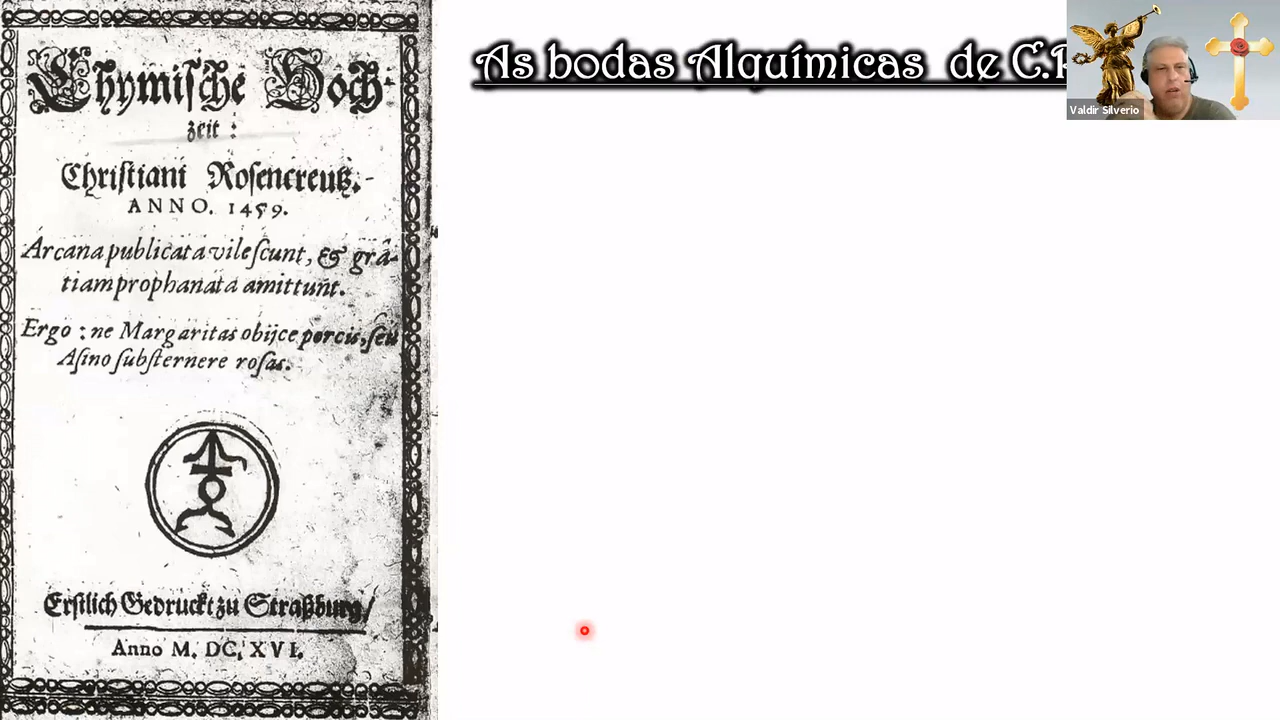 Chymische Hoch-
zeit:
Christiani Rosencreutz.
ANNO. 1459.
Arcana publicata vilescunt, & gra-
tiam prophanata amittunt.
Ergo: ne Margaritas obijce porcis, seu
Asino substernere rosas.
Erstlich Gedruckt zu Straßburg/
Anno M. DC. XVI.
As bodas Alquímicas de C.R
Valdir Silverio